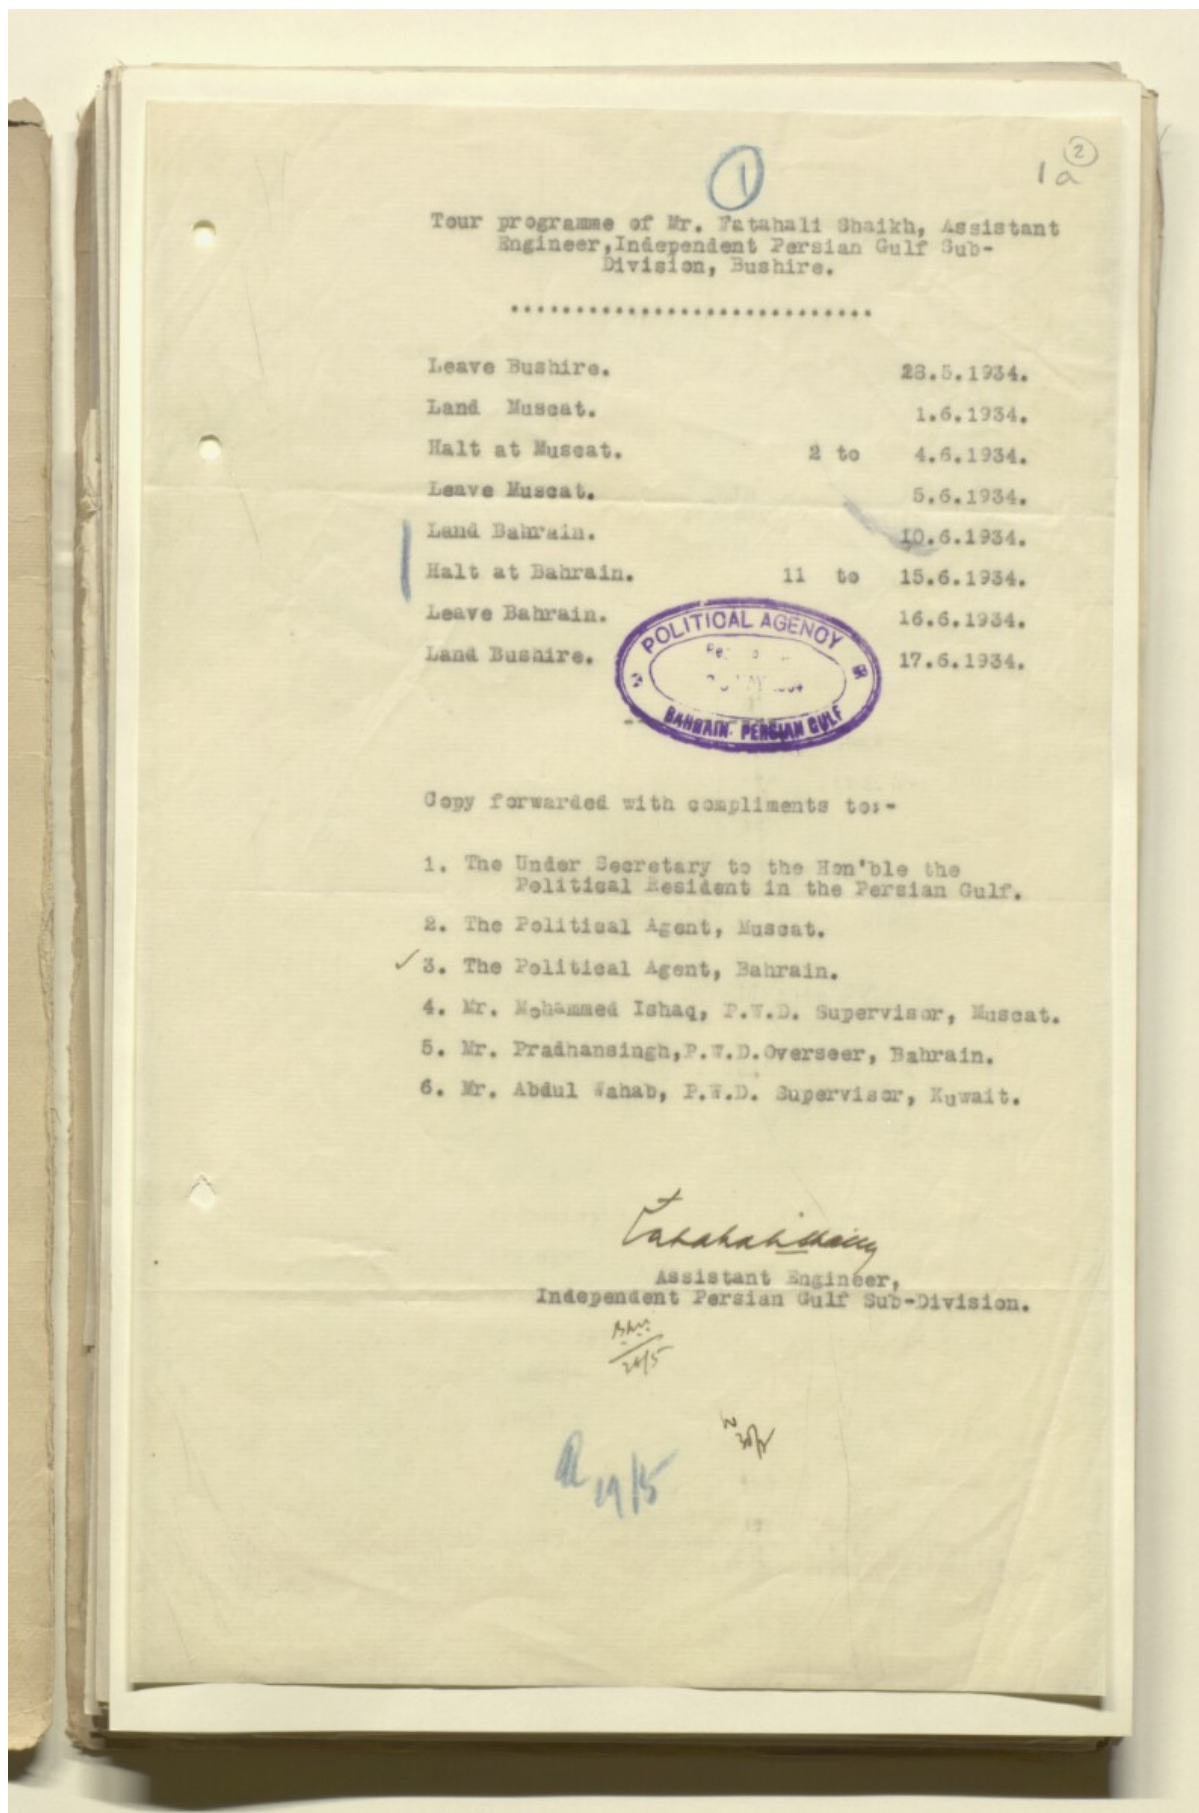 1
2
1a
Tour programme of Mr. Fatahali Shaikh, Assistant
Engineer,Independent Persian Gulf Sub-
Division, Bushire.
............................
Leave Bushire. 28.5.1934.
Land Muscat. 1.6.1934.
Halt at Muscat. 2 to 4.6.1934.
Leave Muscat. 5.6.1934.
Land Bahrain. 10.6.1934.
Halt at Bahrain. 11 to 15.6.1934.
Leave Bahrain. 16.6.1934.
Land Bushire. 17.6.1934.
POLITICAL AGENCY
BAHRAIN. PERSIAN GULF
Copy forwarded with compliments to:-
1. The Under Secretary to the Hon'ble the
Political Resident in the Persian Gulf.
2. The Political Agent, Muscat.
✓ 3. The Political Agent, Bahrain.
4. Mr. Mohammed Ishaq, P.W.D. Supervisor, Muscat.
5. Mr. Pradhansingh,P.W.D.Overseer, Bahrain.
6. Mr. Abdul Wahab, P.W.D. Supervisor, Kuwait.
Fatahali Shaikh
Assistant Engineer,
Independent Persian Gulf Sub-Division.
29/5